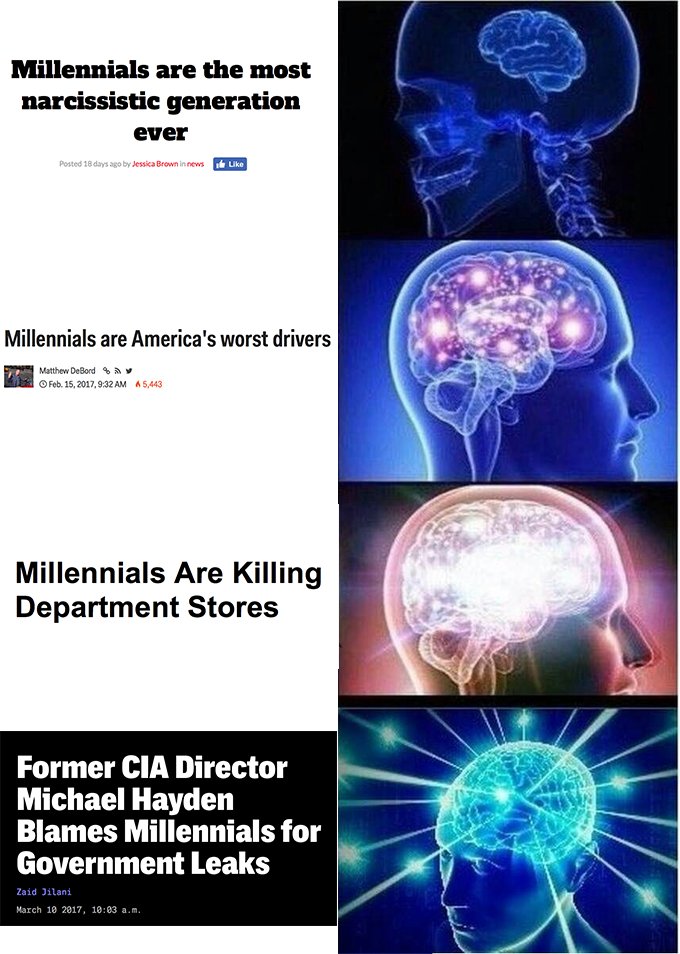 Millennials are the most
narcissistic generation
ever
Posted 18 days ago by Jessica Brown in news Like
Millennials are America's worst drivers
Matthew DeBord
Feb. 15, 2017, 9:32 AM 5,443
Millennials Are Killing
Department Stores
Former CIA Director
Michael Hayden
Blames Millennials for
Government Leaks
Zaid Jilani
March 10 2017, 10:03 a.m.